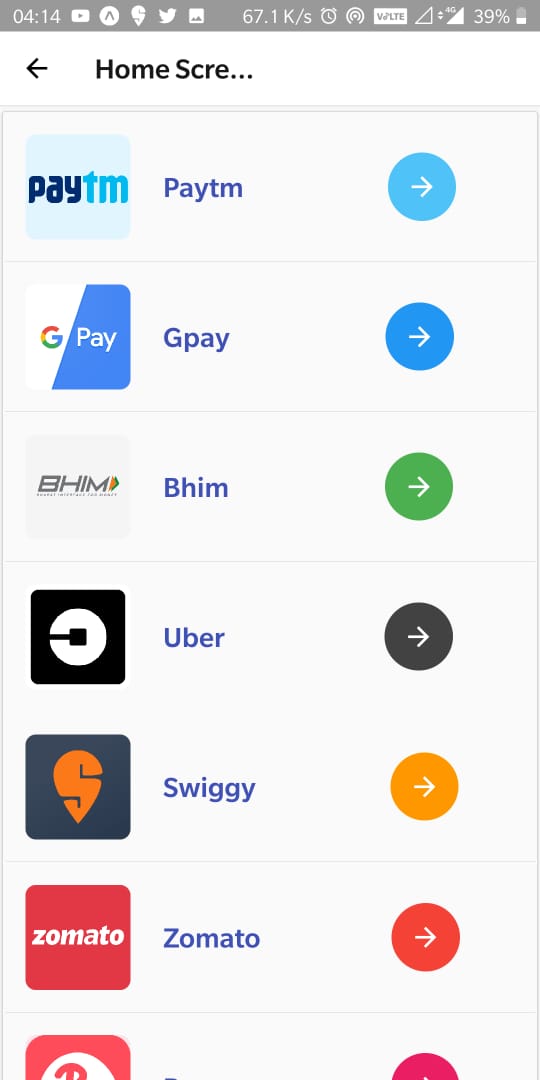 04:14 67.1 K/s VoLTE 4G 39%
Home Scre...
paytm Paytm
G Pay Gpay
BHIM Bhim
BHARAT INTERFACE FOR MONEY
Uber
Swiggy
zomato Zomato